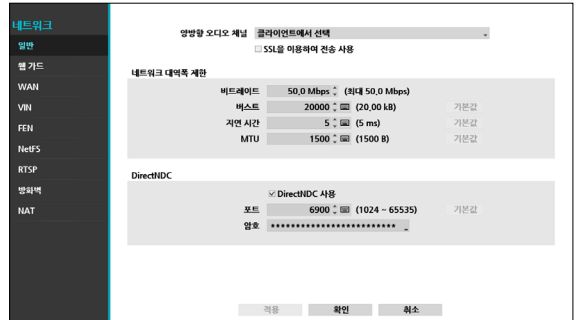 네트워크
일반
웹 가드
WAN
VIN
FEN
NetFS
RTSP
방화벽
NAT
양방향 오디오 채널 클라이언트에서 선택
SSL을 이용하여 전송 사용
네트워크 대역폭 제한
비트레이트 50.0 Mbps (최대 50.0 Mbps)
버스트 20000 (20.00 kB) 기본값
지연 시간 5 (5 ms) 기본값
MTU 1500 (1500 B) 기본값
DirectNDC
DirectNDC 사용
포트 6900 (1024 ~ 65535) 기본값
암호 *************************
적용 확인 취소